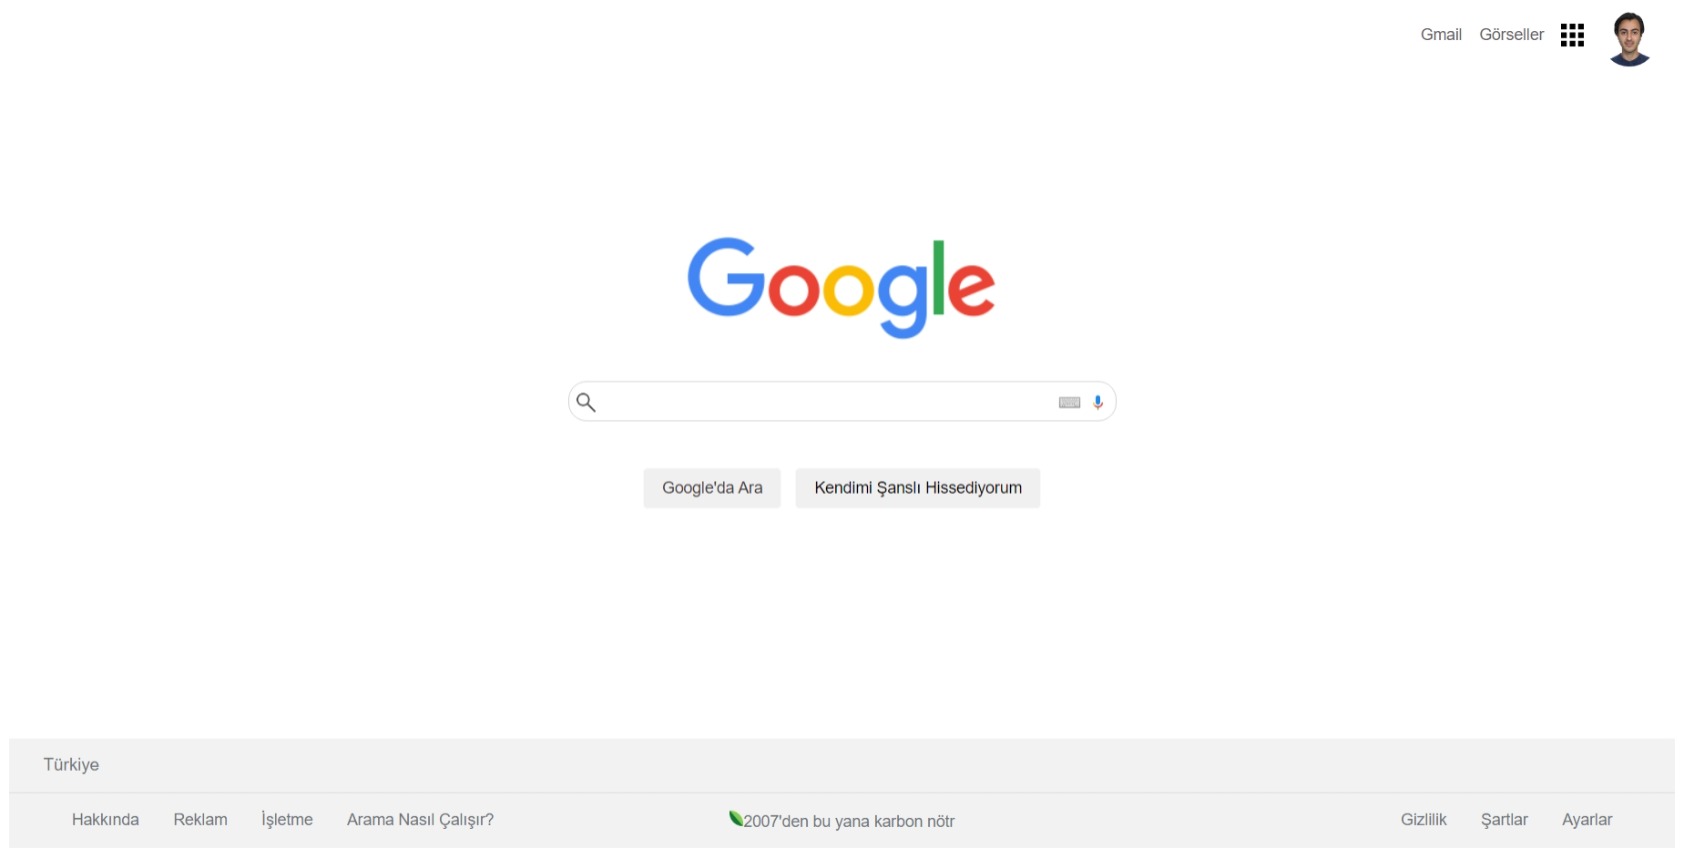 Gmail Görseller
Google
Google'da Ara Kendimi Şanslı Hissediyorum
Türkiye
Hakkında Reklam İşletme Arama Nasıl Çalışır? 2007'den bu yana karbon nötr Gizlilik Şartlar Ayarlar